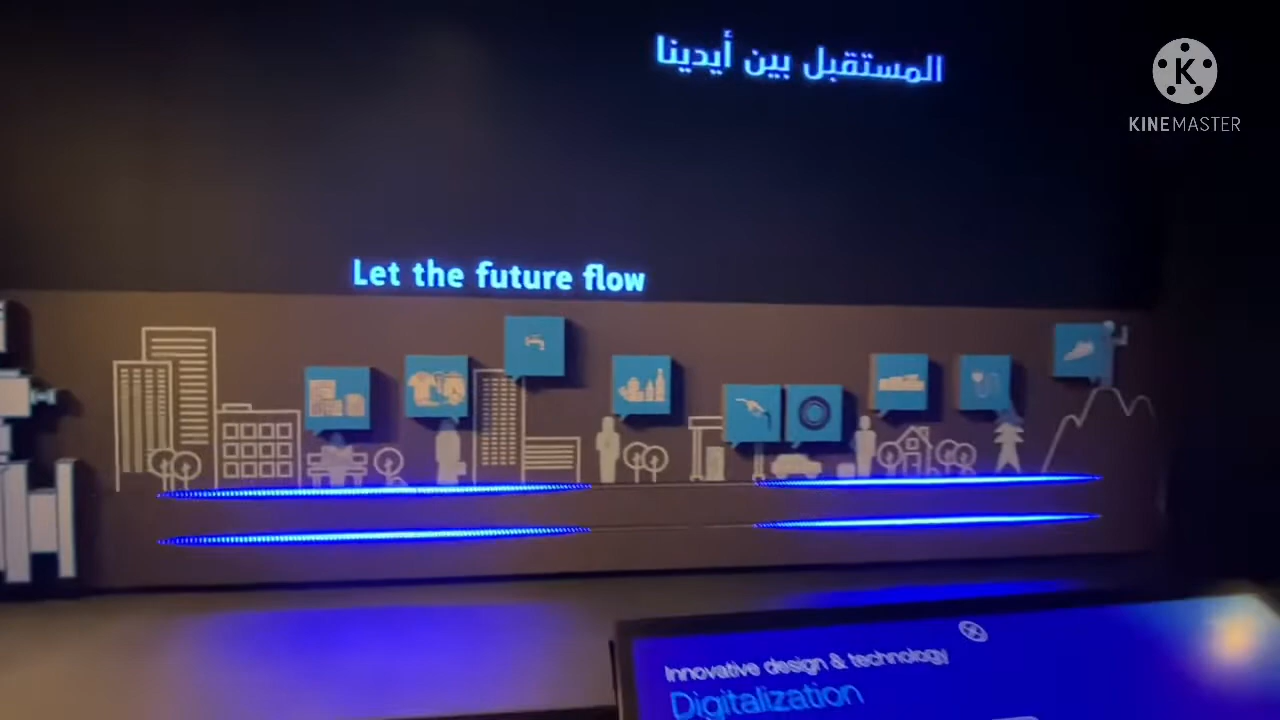 المستقبل بين أيدينا
K
KINEMASTER
Let the future flow
Innovative design & technology
Digitalization